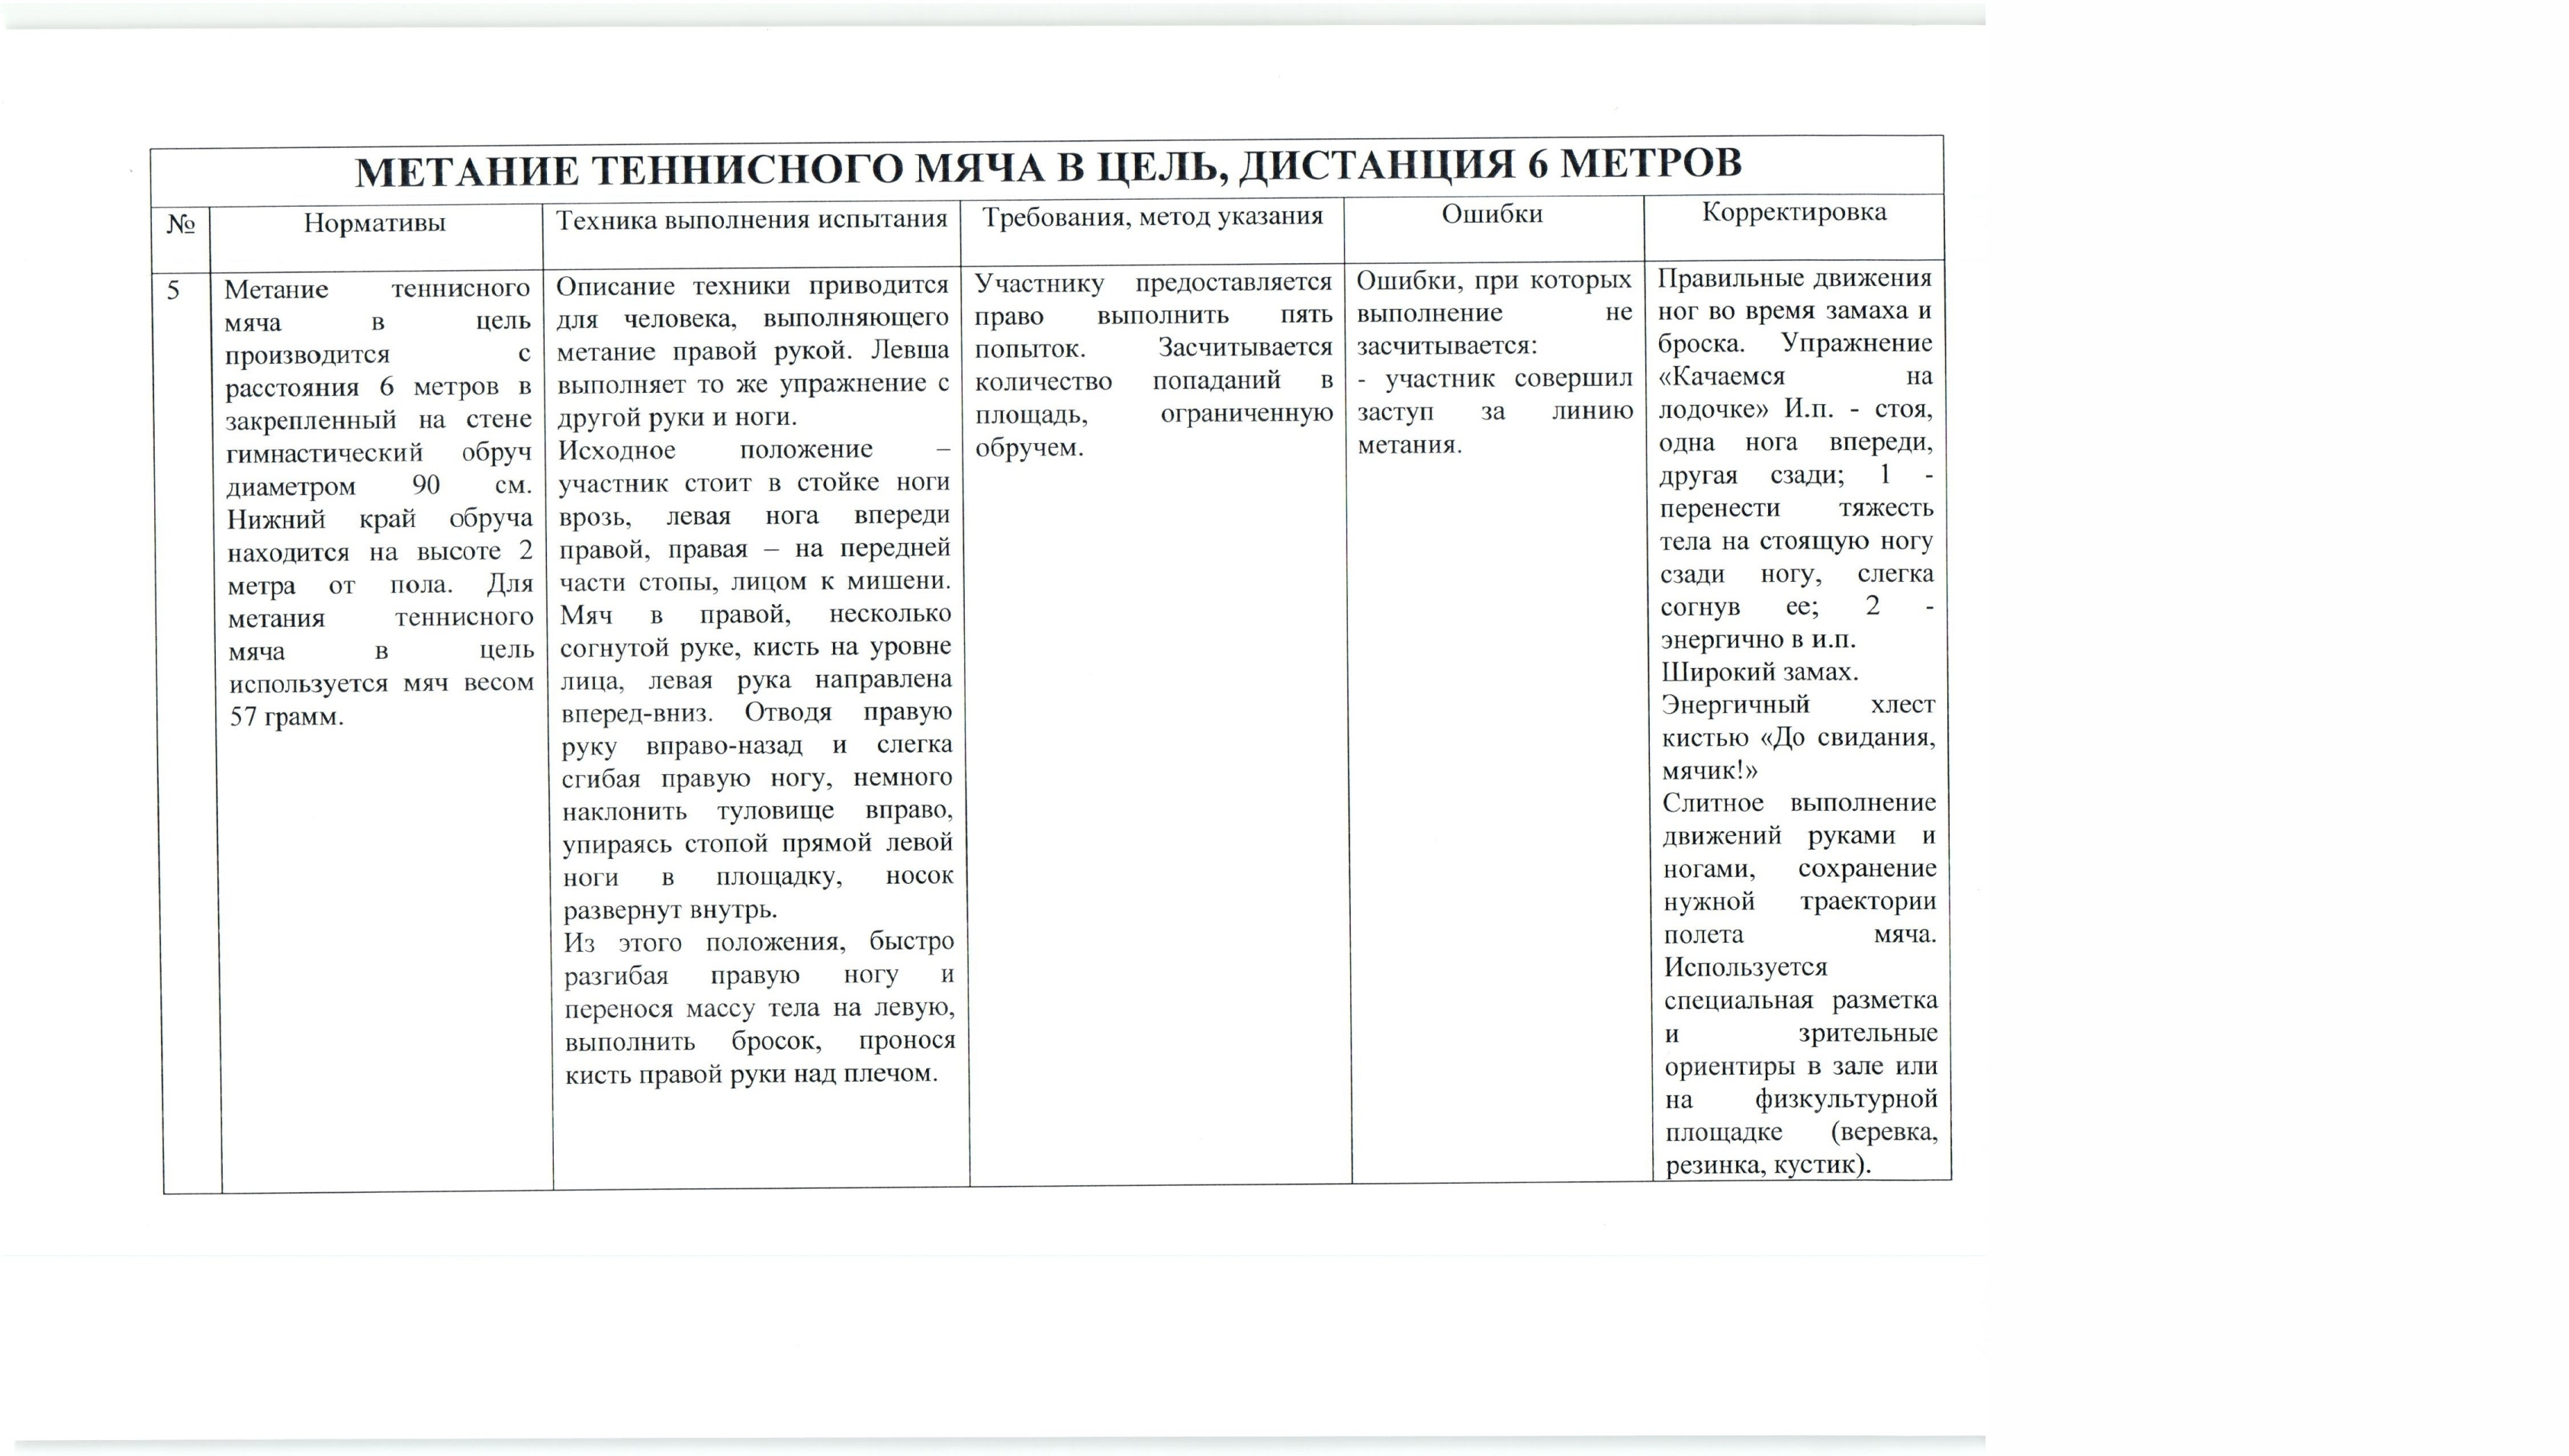 МЕТАНИЕ ТЕННИСНОГО МЯЧА В ЦЕЛЬ, ДИСТАНЦИЯ 6 МЕТРОВ
№
Нормативы
Техника выполнения испытания
Требования, метод указания
Ошибки
Корректировка
5
Метание теннисного
мяча в цель
производится с
расстояния 6 метров в
закрепленный на стене
гимнастический обруч
диаметром 90 см.
Нижний край обруча
находится на высоте 2
метра от пола. Для
метания теннисного
мяча в цель
используется мяч весом
57 грамм.
Описание техники приводится
для человека, выполняющего
метание правой рукой. Левша
выполняет то же упражнение с
другой руки и ноги.
Исходное положение –
участник стоит в стойке ноги
врозь, левая нога впереди
правой, правая – на передней
части стопы, лицом к мишени.
Мяч в правой, несколько
согнутой руке, кисть на уровне
лица, левая рука направлена
вперед-вниз. Отводя правую
руку вправо-назад и слегка
сгибая правую ногу, немного
наклонить туловище вправо,
упираясь стопой прямой левой
ноги в площадку, носок
развернут внутрь.
Из этого положения, быстро
разгибая правую ногу и
перенося массу тела на левую,
выполнить бросок, пронося
кисть правой руки над плечом.
Участнику предоставляется
право выполнить пять
попыток. Засчитывается
количество попаданий в
площадь, ограниченную
обручем.
Ошибки, при которых
выполнение не
засчитывается:
- участник совершил
заступ за линию
метания.
Правильные движения
ног во время замаха и
броска. Упражнение
«Качаемся на
лодочке» И.п. - стоя,
одна нога впереди,
другая сзади; 1 -
перенести тяжесть
тела на стоящую ногу
сзади ногу, слегка
согнув ее; 2 -
энергично в и.п.
Широкий замах.
Энергичный хлест
кистью «До свидания,
мячик!»
Слитное выполнение
движений руками и
ногами, сохранение
нужной траектории
полета мяча.
Используется
специальная разметка
и зрительные
ориентиры в зале или
на физкультурной
площадке (веревка,
резинка, кустик).